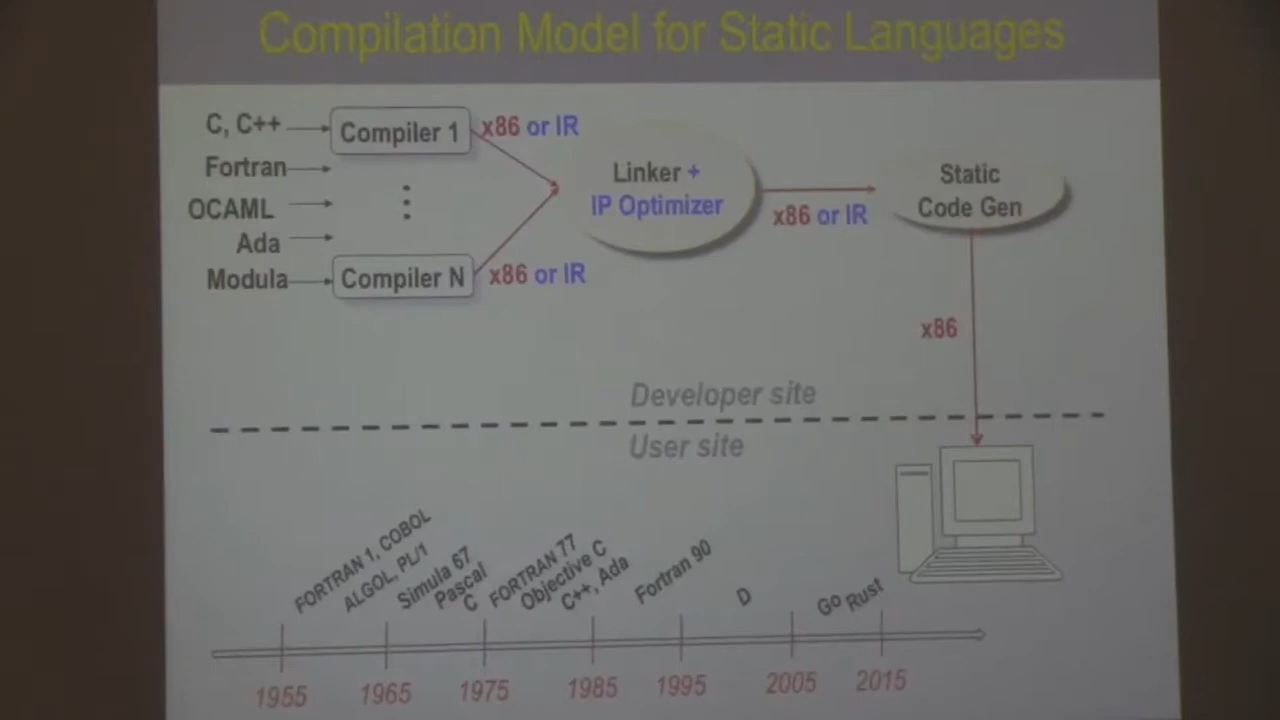 Compilation Model for Static Languages
C, C++
Fortran
OCAML
Ada
Modula
Compiler 1
Compiler N
x86 or IR
x86 or IR
Linker +
IP Optimizer
x86 or IR
Static
Code Gen
x86
Developer site
User site
FORTRAN 1, COBOL
ALGOL, PL/1
Simula 67
Pascal
C
FORTRAN 77
Objective C
C++, Ada
Fortran 90
D
Go
Rust
1955
1965
1975
1985
1995
2005
2015